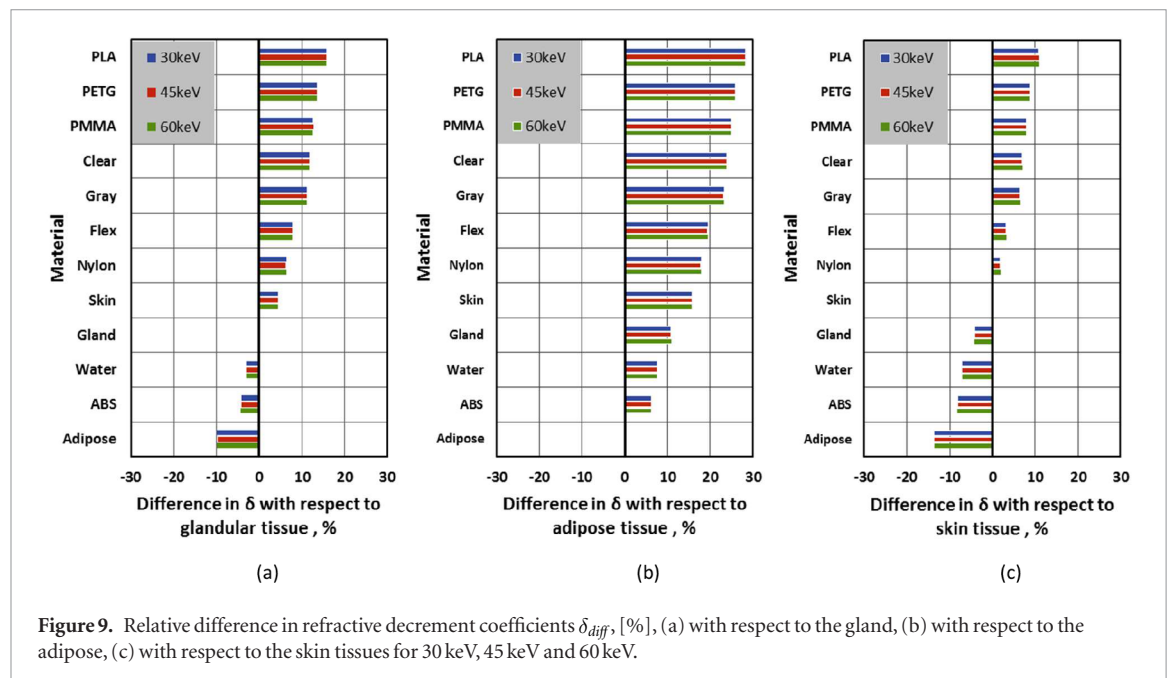 PLA
PETG
PMMA
Clear
Gray
Flex
Nylon
Skin
Gland
Water
ABS
Adipose
Material
30keV
45keV
60keV
-30 -20 -10 0 10 20 30
Difference in δ with respect to
glandular tissue , %
(a)
PLA
PETG
PMMA
Clear
Gray
Flex
Nylon
Skin
Gland
Water
ABS
Adipose
Material
30keV
45keV
60keV
-30 -20 -10 0 10 20 30
Difference in δ with respect to
adipose tissue , %
(b)
PLA
PETG
PMMA
Clear
Gray
Flex
Nylon
Skin
Gland
Water
ABS
Adipose
Material
30keV
45keV
60keV
-30 -20 -10 0 10 20 30
Difference in δ with respect to
skin tissue , %
(c)
Figure 9. Relative difference in refractive decrement coefficients δdiff, [%], (a) with respect to the gland, (b) with respect to the
adipose, (c) with respect to the skin tissues for 30 keV, 45 keV and 60 keV.